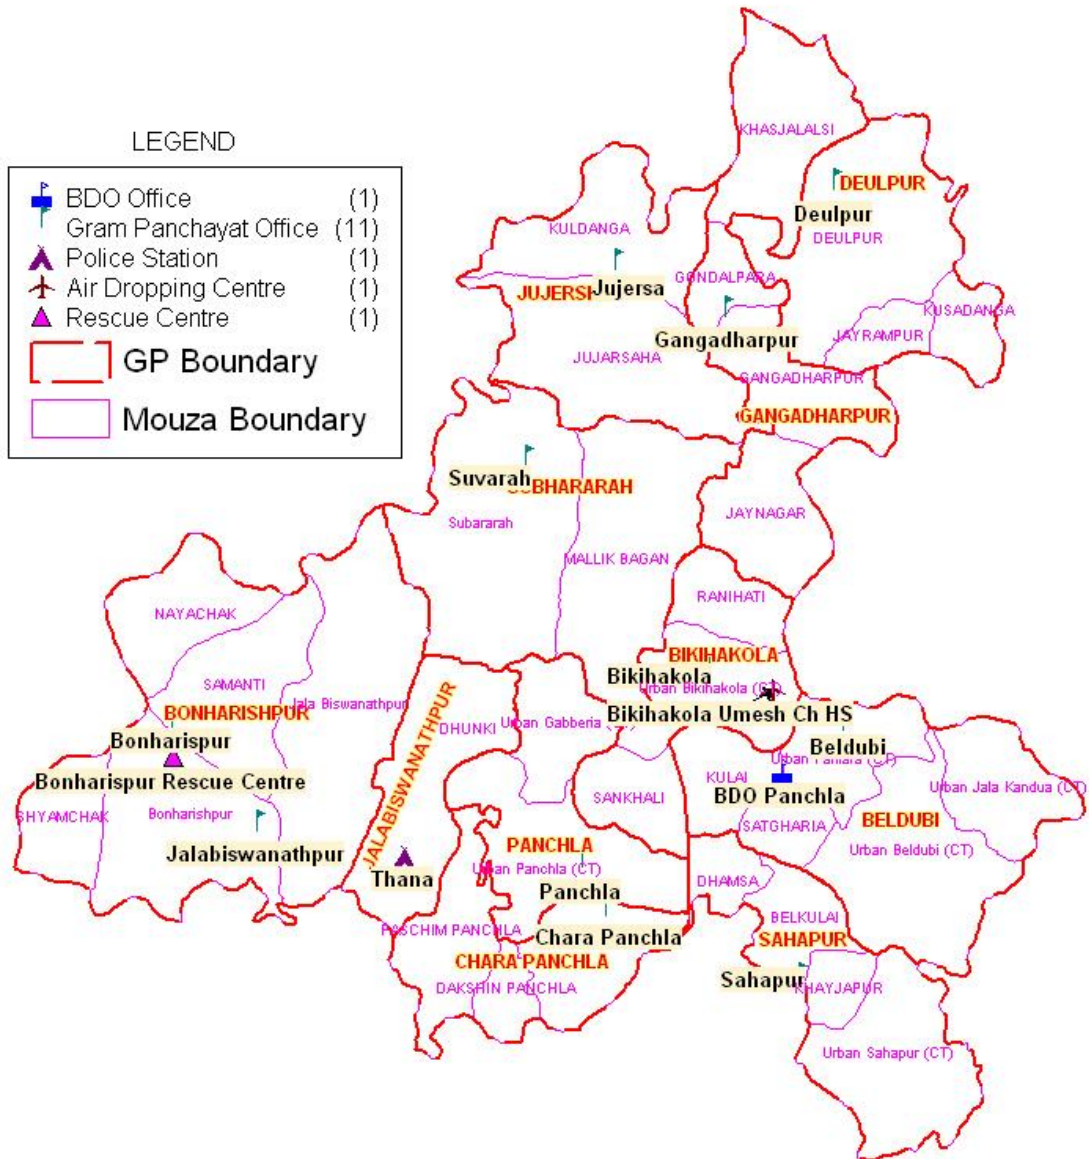 LEGEND
BDO Office (1)
Gram Panchayat Office (11)
Police Station (1)
Air Dropping Centre (1)
Rescue Centre (1)
GP Boundary
Mouza Boundary
KHASJALALSI
DEULPUR
Deulpur
DEULPUR
KULDANGA
GONDALPARA
Jujersa
KUSADANGA
Gangadharpur
JAYRAMPUR
JUJARSAHA
GANGADHARPUR
GANGADHARPUR
Suvarah
Subararah
JAYNAGAR
MALLIK BAGAN
RANIHATI
NAYACHAK
BIKIHAKOLA
Bikihakola
SAMANTI
Urban Bikihakola (CT)
Jala Biswanathpur
BONHARISHPUR
JALABISWANATHPUR
DHUNKI
Urban Gabberia
Bikihakola Umesh Ch HS
Bonharispur
Beldubi
Bonharispur Rescue Centre
KULAI
SANKHALI
BDO Panchla
Urban Jala Kandua (CT)
Bonharishpur
SHYAMCHAK
SATGHARIA
BELDUBI
PANCHLA
Jalabiswanathpur
Urban Beldubi (CT)
Urban Panchla (CT)
Thana
DHAMSA
Panchla
BELKULAI
PASCHIM PANCHLA
Chara Panchla
SAHAPUR
CHARA PANCHLA
Sahapur
DAKSHIN PANCHLA
KHAYJAPUR
Urban Sahapur (CT)